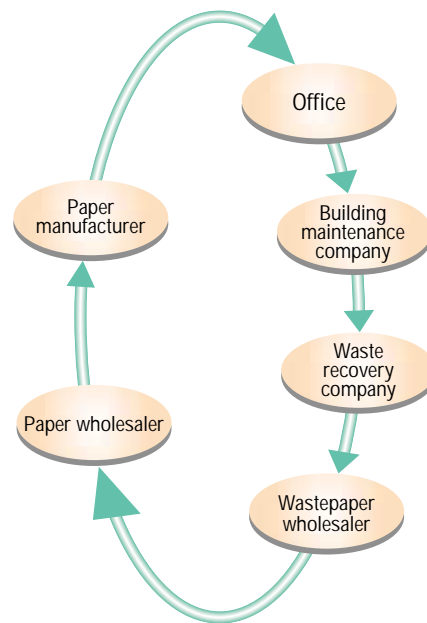 Office
Building
maintenance
company
Waste
recovery
company
Wastepaper
wholesaler
Paper wholesaler
Paper
manufacturer